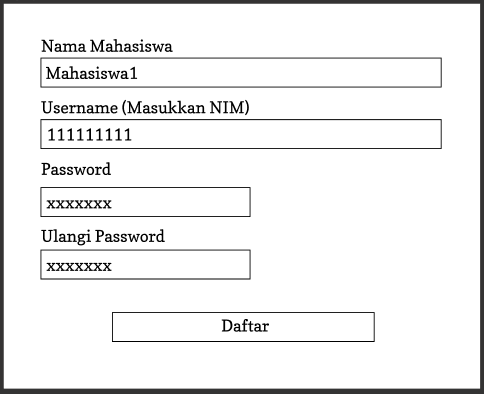 Nama Mahasiswa
Mahasiswa1
Username (Masukkan NIM)
111111111
Password
xxxxxxx
Ulangi Password
xxxxxxx
Daftar